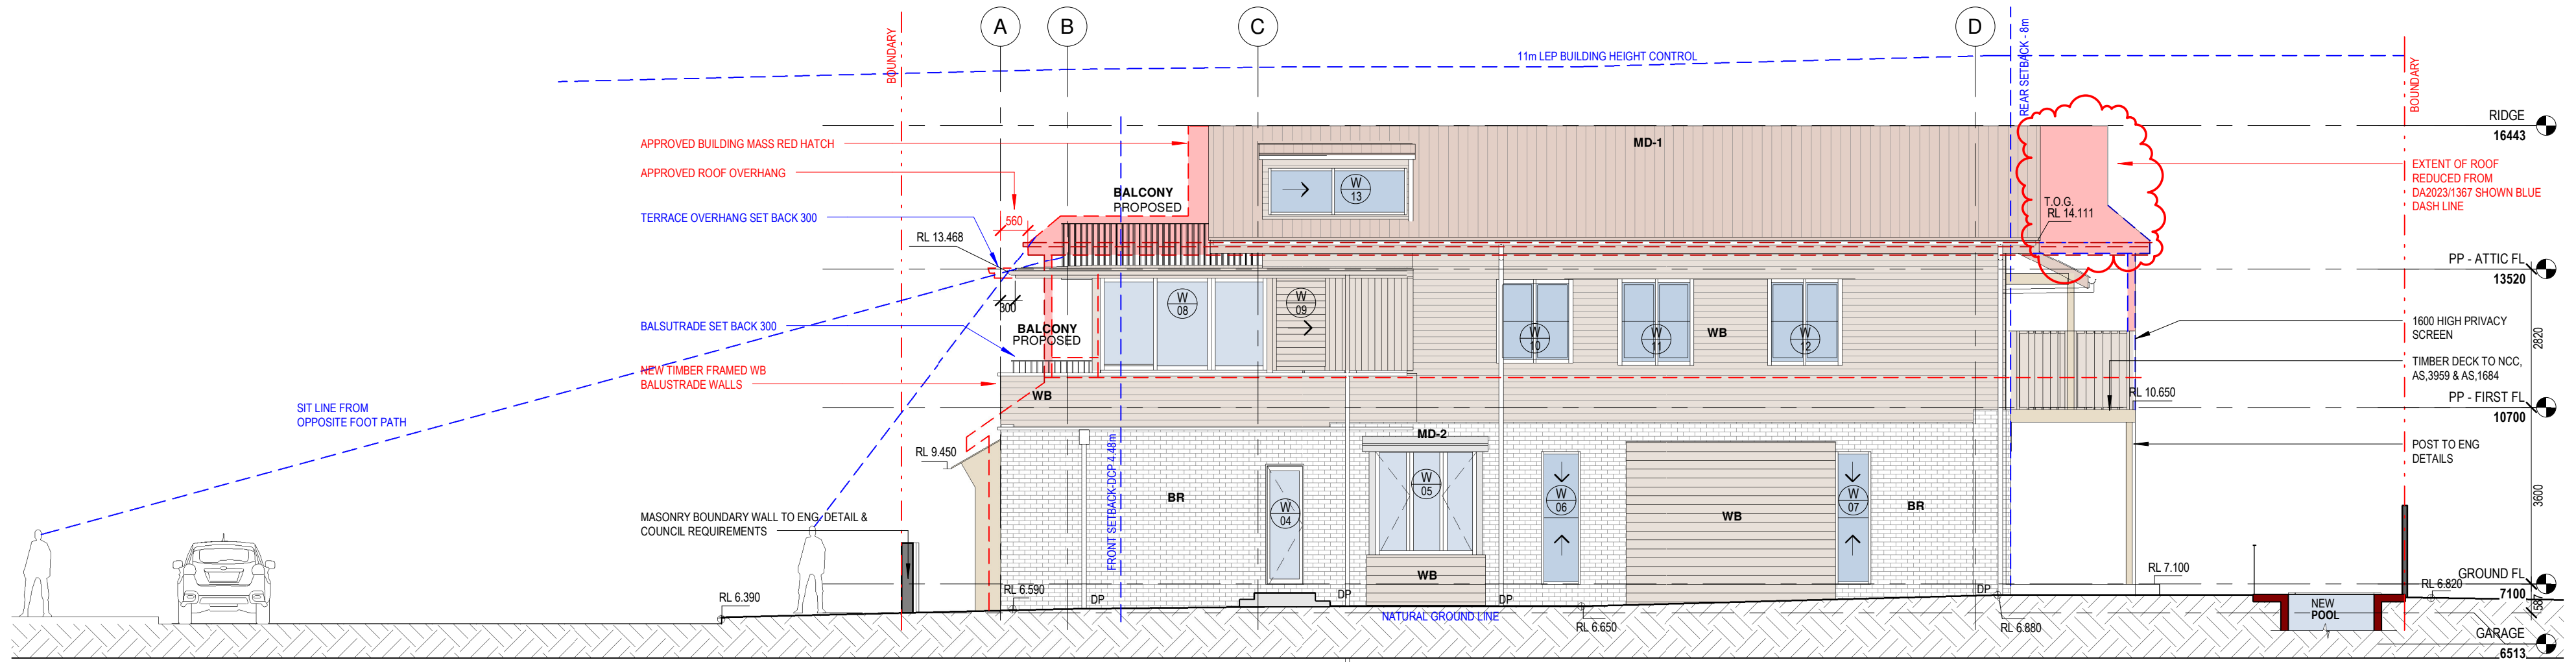 A
B
C
D
BOUNDARY
REAR SETBACK - 8m
11m LEP BUILDING HEIGHT CONTROL
BOUNDARY
RIDGE
16443
APPROVED BUILDING MASS RED HATCH
MD-1
EXTENT OF ROOF
REDUCED FROM
DA2023/1367 SHOWN BLUE
DASH LINE
APPROVED ROOF OVERHANG
BALCONY
PROPOSED
W
13
TERRACE OVERHANG SET BACK 300
560
T.O.G.
RL 14.111
RL 13.468
PP - ATTIC FL
13520
300
W
08
W
09
BALSUTRADE SET BACK 300
BALCONY
PROPOSED
W
10
W
11
WB
W
12
1600 HIGH PRIVACY
SCREEN
2820
NEW TIMBER FRAMED WB
BALUSTRADE WALLS
TIMBER DECK TO NCC,
AS,3959 & AS,1684
WB
RL 10.650
PP - FIRST FL
10700
SIT LINE FROM
OPPOSITE FOOT PATH
MD-2
RL 9.450
FRONT SETBACK-DCP 4.48m
POST TO ENG
DETAILS
BR
W
04
W
05
W
06
WB
W
07
BR
3600
MASONRY BOUNDARY WALL TO ENG. DETAIL &
COUNCIL REQUIREMENTS
WB
RL 7.100
GROUND FL
7100
RL 6.390
RL 6.590
DP
DP
DP
DP
RL 6.820
587
NATURAL GROUND LINE
RL 6.650
RL 6.880
NEW
POOL
GARAGE
6513